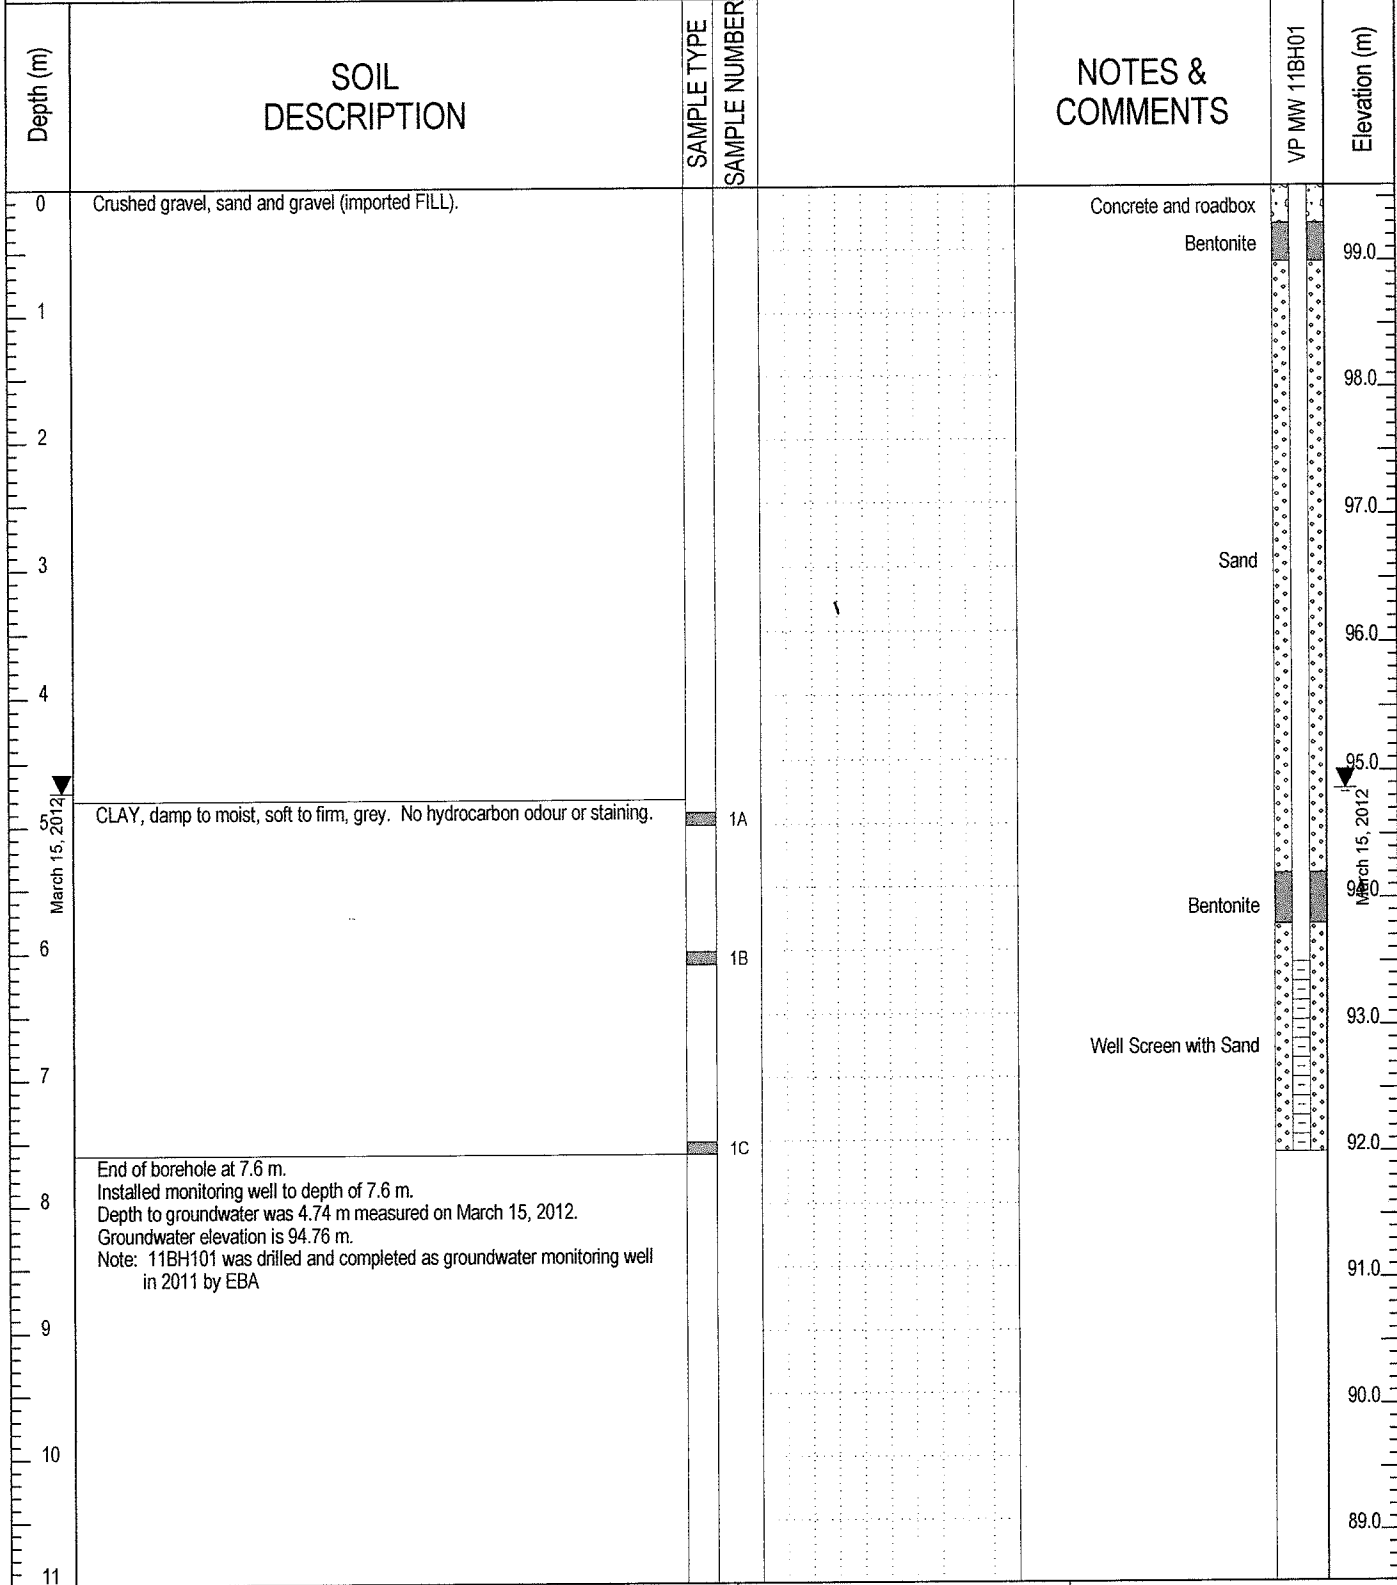 Depth (m)
SOIL
DESCRIPTION
SAMPLE TYPE
SAMPLE NUMBER
NOTES &
COMMENTS
VP MW 11BH01
Elevation (m)
0
Crushed gravel, sand and gravel (imported FILL).
Concrete and roadbox
Bentonite
99.0
1
98.0
2
97.0
3
Sand
96.0
4
95.0
5
March 15, 2012
CLAY, damp to moist, soft to firm, grey. No hydrocarbon odour or staining.
1A
March 15, 2012
94.0
Bentonite
6
1B
93.0
Well Screen with Sand
7
1C
92.0
End of borehole at 7.6 m.
Installed monitoring well to depth of 7.6 m.
8
Depth to groundwater was 4.74 m measured on March 15, 2012.
Groundwater elevation is 94.76 m.
Note: 11BH101 was drilled and completed as groundwater monitoring well
in 2011 by EBA
91.0
9
90.0
10
89.0
11